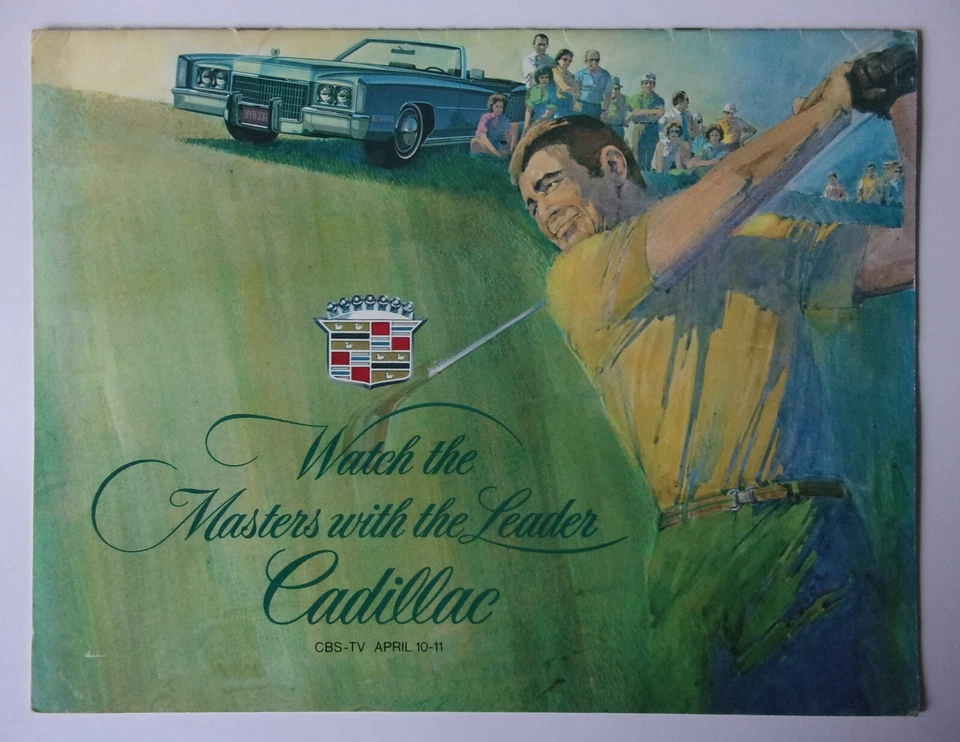 Watch the
Masters with the Leader
Cadillac
CBS-TV APRIL 10-11